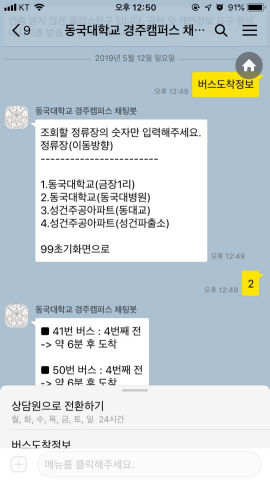 KT 오후 12:50 91%
9 동국대학교 경주캠퍼스 채…
2019년 5월 12일 일요일
버스도착정보
오후 12:49
동국대학교 경주캠퍼스 채팅봇
조회할 정류장의 숫자만 입력해주세요.
정류장(이동방향)
------------------------
1.동국대학교(금장1리)
2.동국대학교(동국대병원)
3.성건주공아파트(동대교)
4.성건주공아파트(성건파출소)
99초기화면으로
오후 12:49
2
오후 12:49
동국대학교 경주캠퍼스 채팅봇
■ 41번 버스 : 4번째 전
-> 약 6분 후 도착
■ 50번 버스 : 4번째 전
-> 약 6분 후 도착
상담원으로 전환하기
월, 화, 수, 목, 금, 토, 일 24시간
버스도착정보
메뉴를 클릭해주세요.